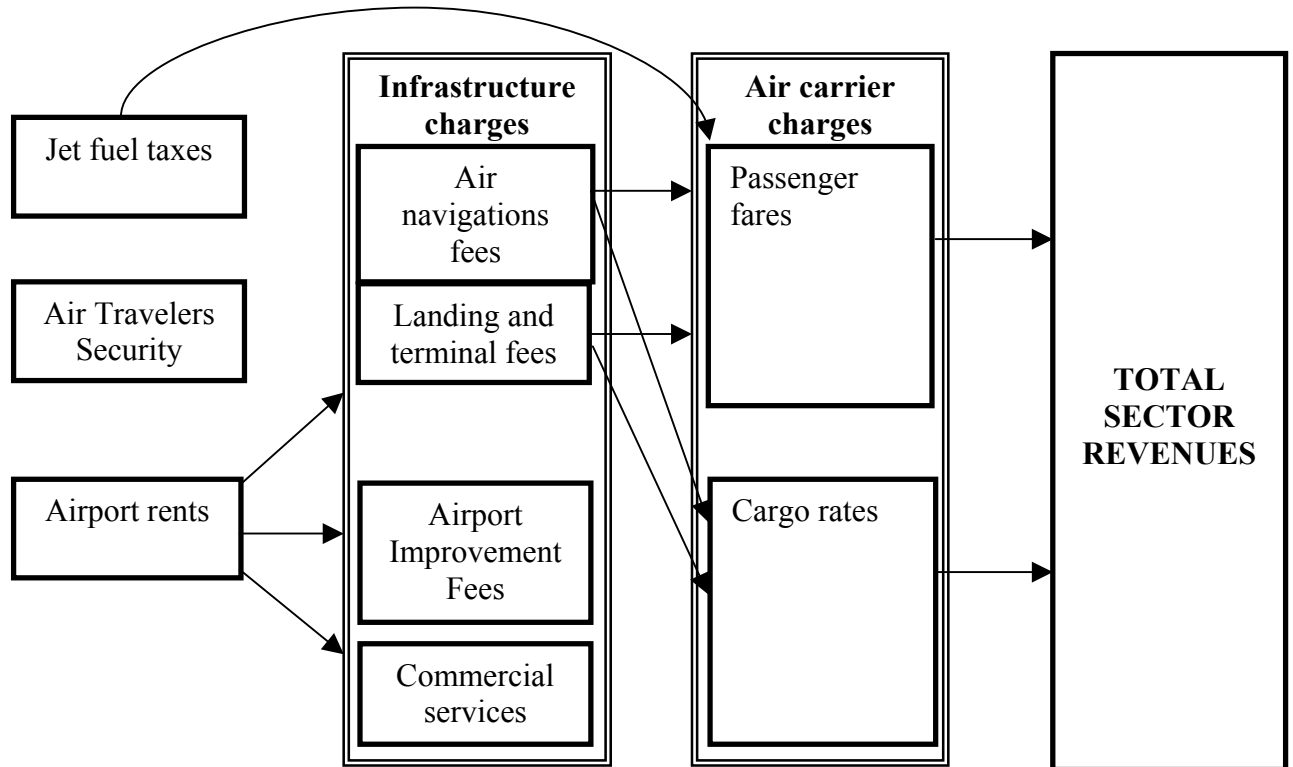 Jet fuel taxes
Air Travelers
Security
Airport rents
Infrastructure
charges
Air
navigations
fees
Landing and
terminal fees
Airport
Improvement
Fees
Commercial
services
Air carrier
charges
Passenger
fares
Cargo rates
TOTAL
SECTOR
REVENUES